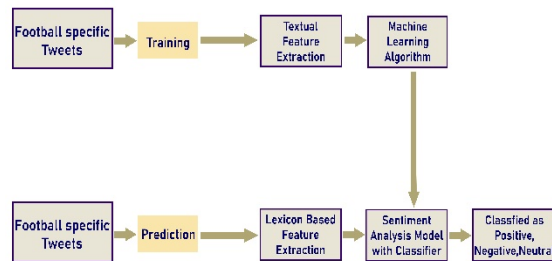 Football specific
Tweets
Training
Textual
Feature
Extraction
Machine
Learning
Algorithm
Football specific
Tweets
Prediction
Lexicon Based
Feature
Extraction
Sentiment
Analysis Model
with Classifier
Classfied as
Positive,
Negative,Neutral